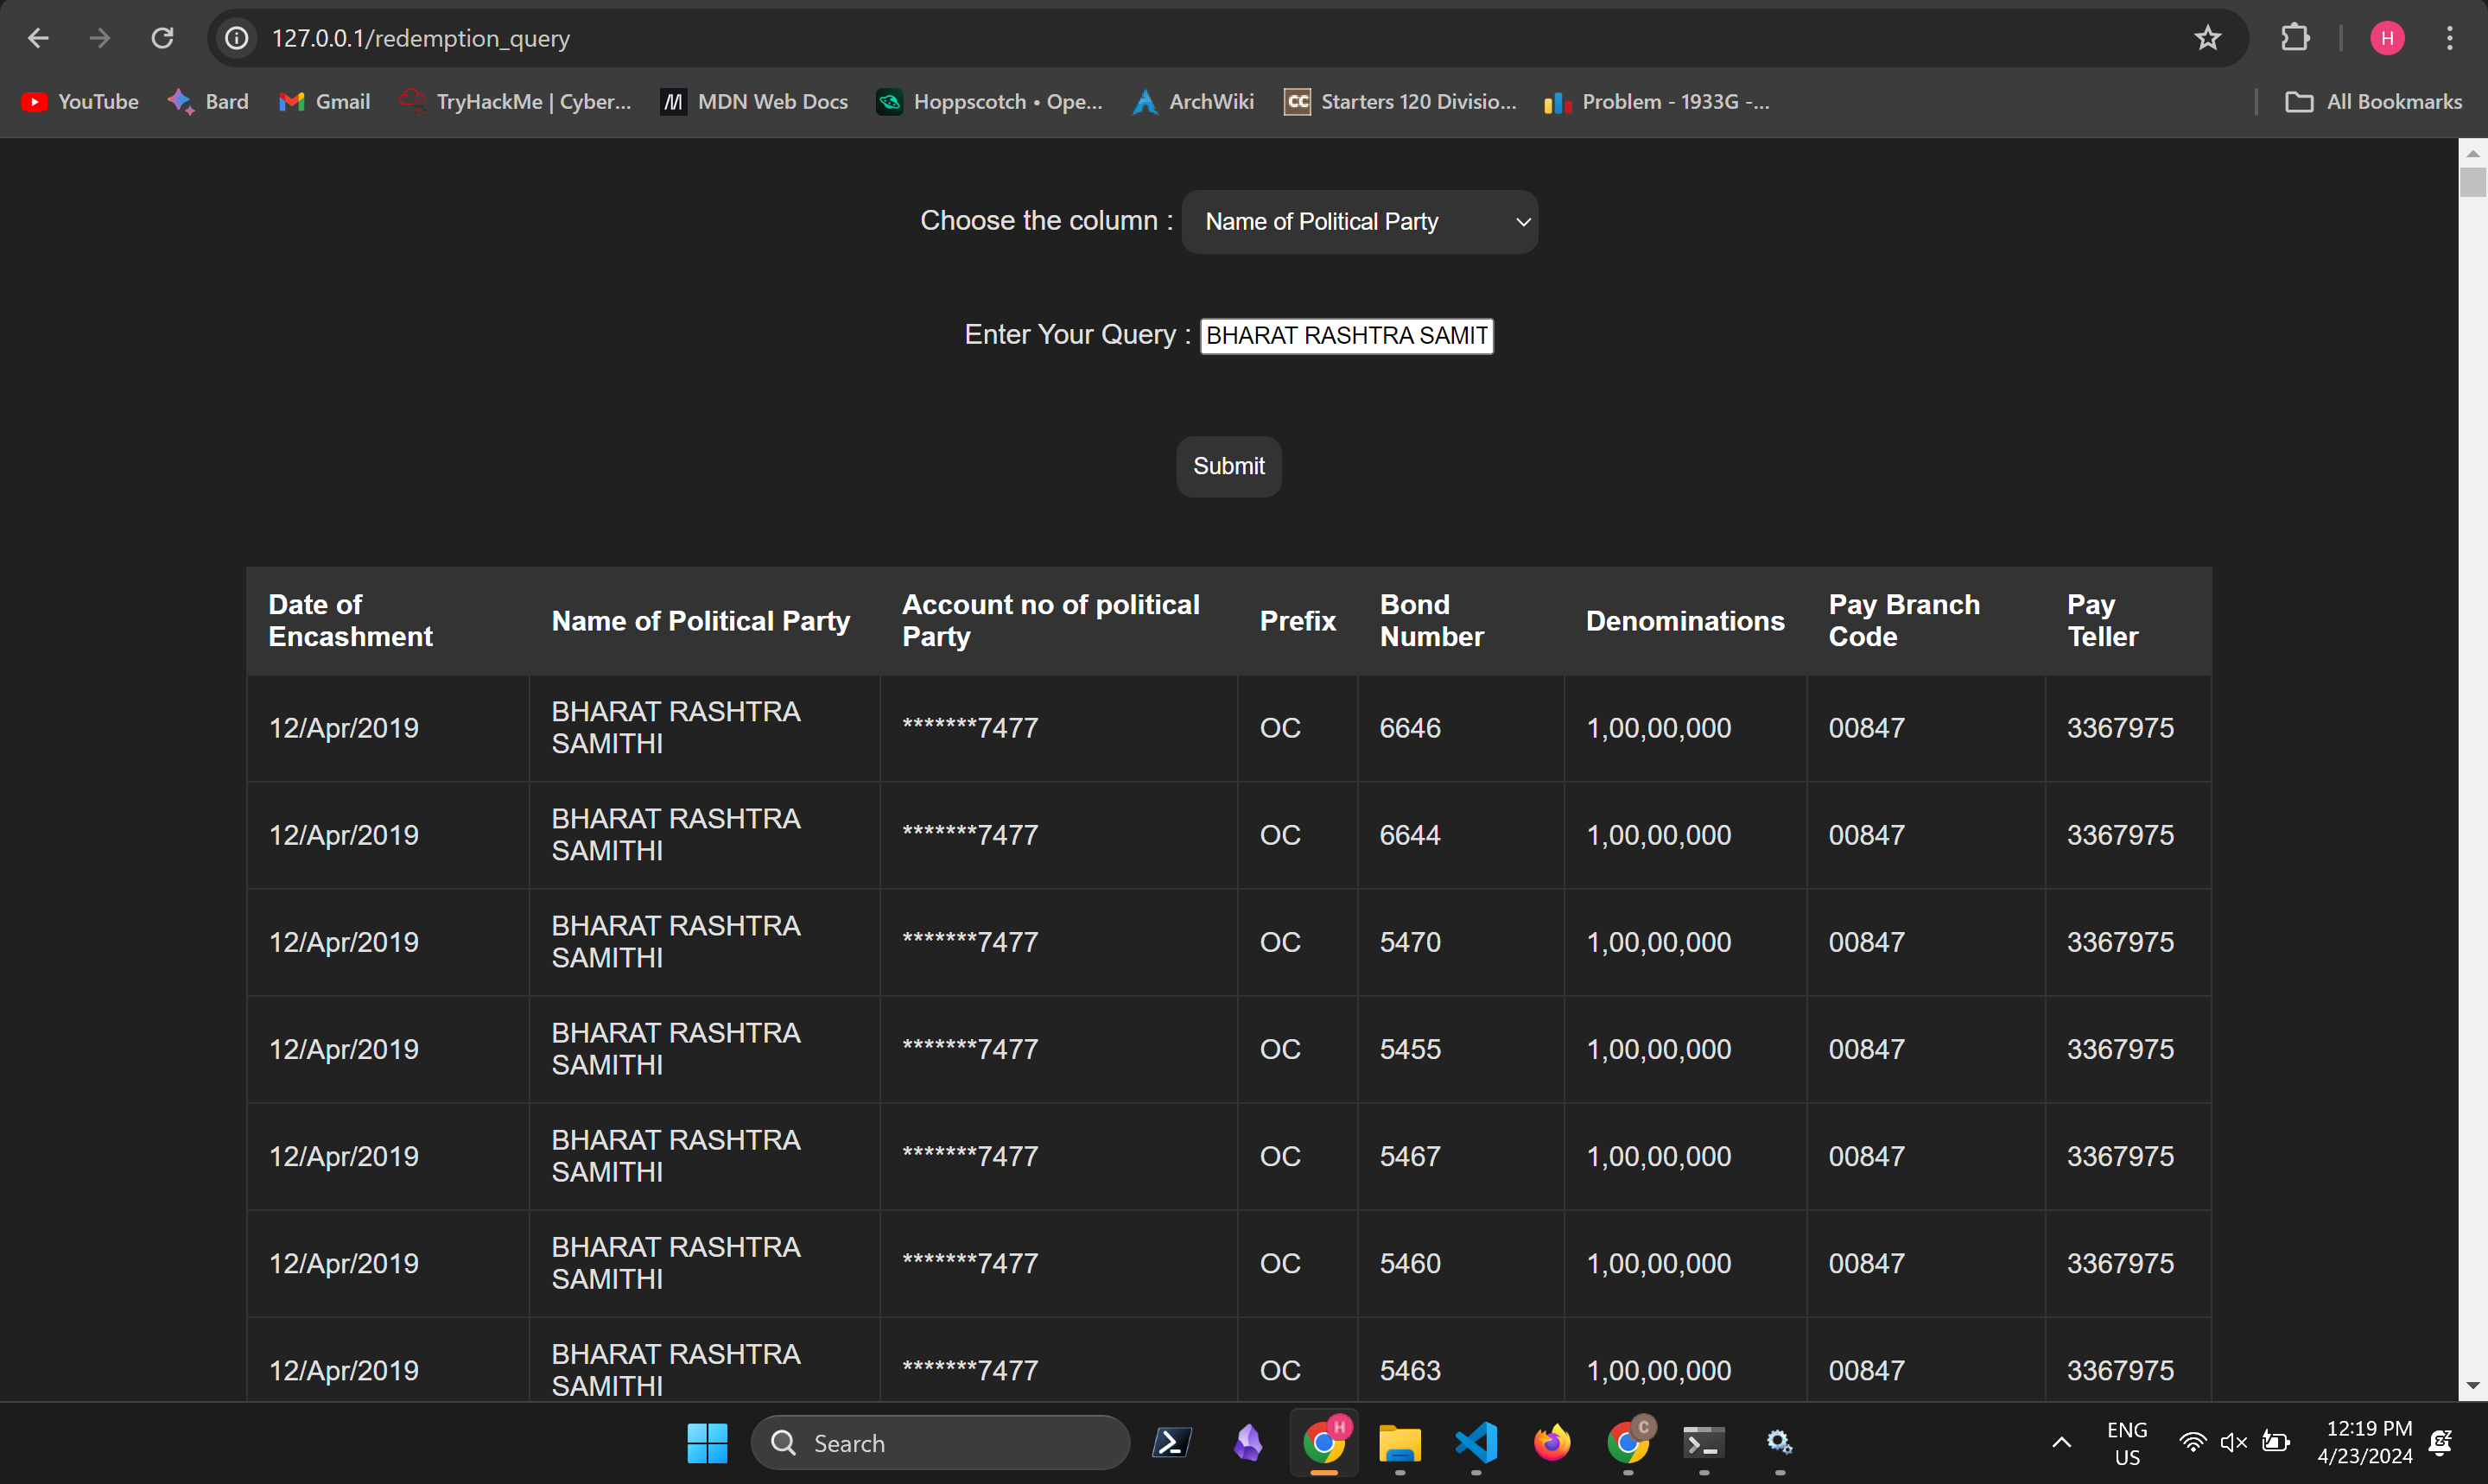 127.0.0.1/redemption_query
H
YouTube Bard Gmail TryHackMe | Cyber... MDN Web Docs Hoppscotch • Ope... ArchWiki CC Starters 120 Divisio... Problem - 1933G -... All Bookmarks
Choose the column : Name of Political Party
Enter Your Query : BHARAT RASHTRA SAMIT
Submit
Date of Encashment Name of Political Party Account no of political Party Prefix Bond Number Denominations Pay Branch Code Pay Teller
12/Apr/2019 BHARAT RASHTRA SAMITHI *******7477 OC 6646 1,00,00,000 00847 3367975
12/Apr/2019 BHARAT RASHTRA SAMITHI *******7477 OC 6644 1,00,00,000 00847 3367975
12/Apr/2019 BHARAT RASHTRA SAMITHI *******7477 OC 5470 1,00,00,000 00847 3367975
12/Apr/2019 BHARAT RASHTRA SAMITHI *******7477 OC 5455 1,00,00,000 00847 3367975
12/Apr/2019 BHARAT RASHTRA SAMITHI *******7477 OC 5467 1,00,00,000 00847 3367975
12/Apr/2019 BHARAT RASHTRA SAMITHI *******7477 OC 5460 1,00,00,000 00847 3367975
12/Apr/2019 BHARAT RASHTRA SAMITHI *******7477 OC 5463 1,00,00,000 00847 3367975
Search H C ENG US 12:19 PM 4/23/2024